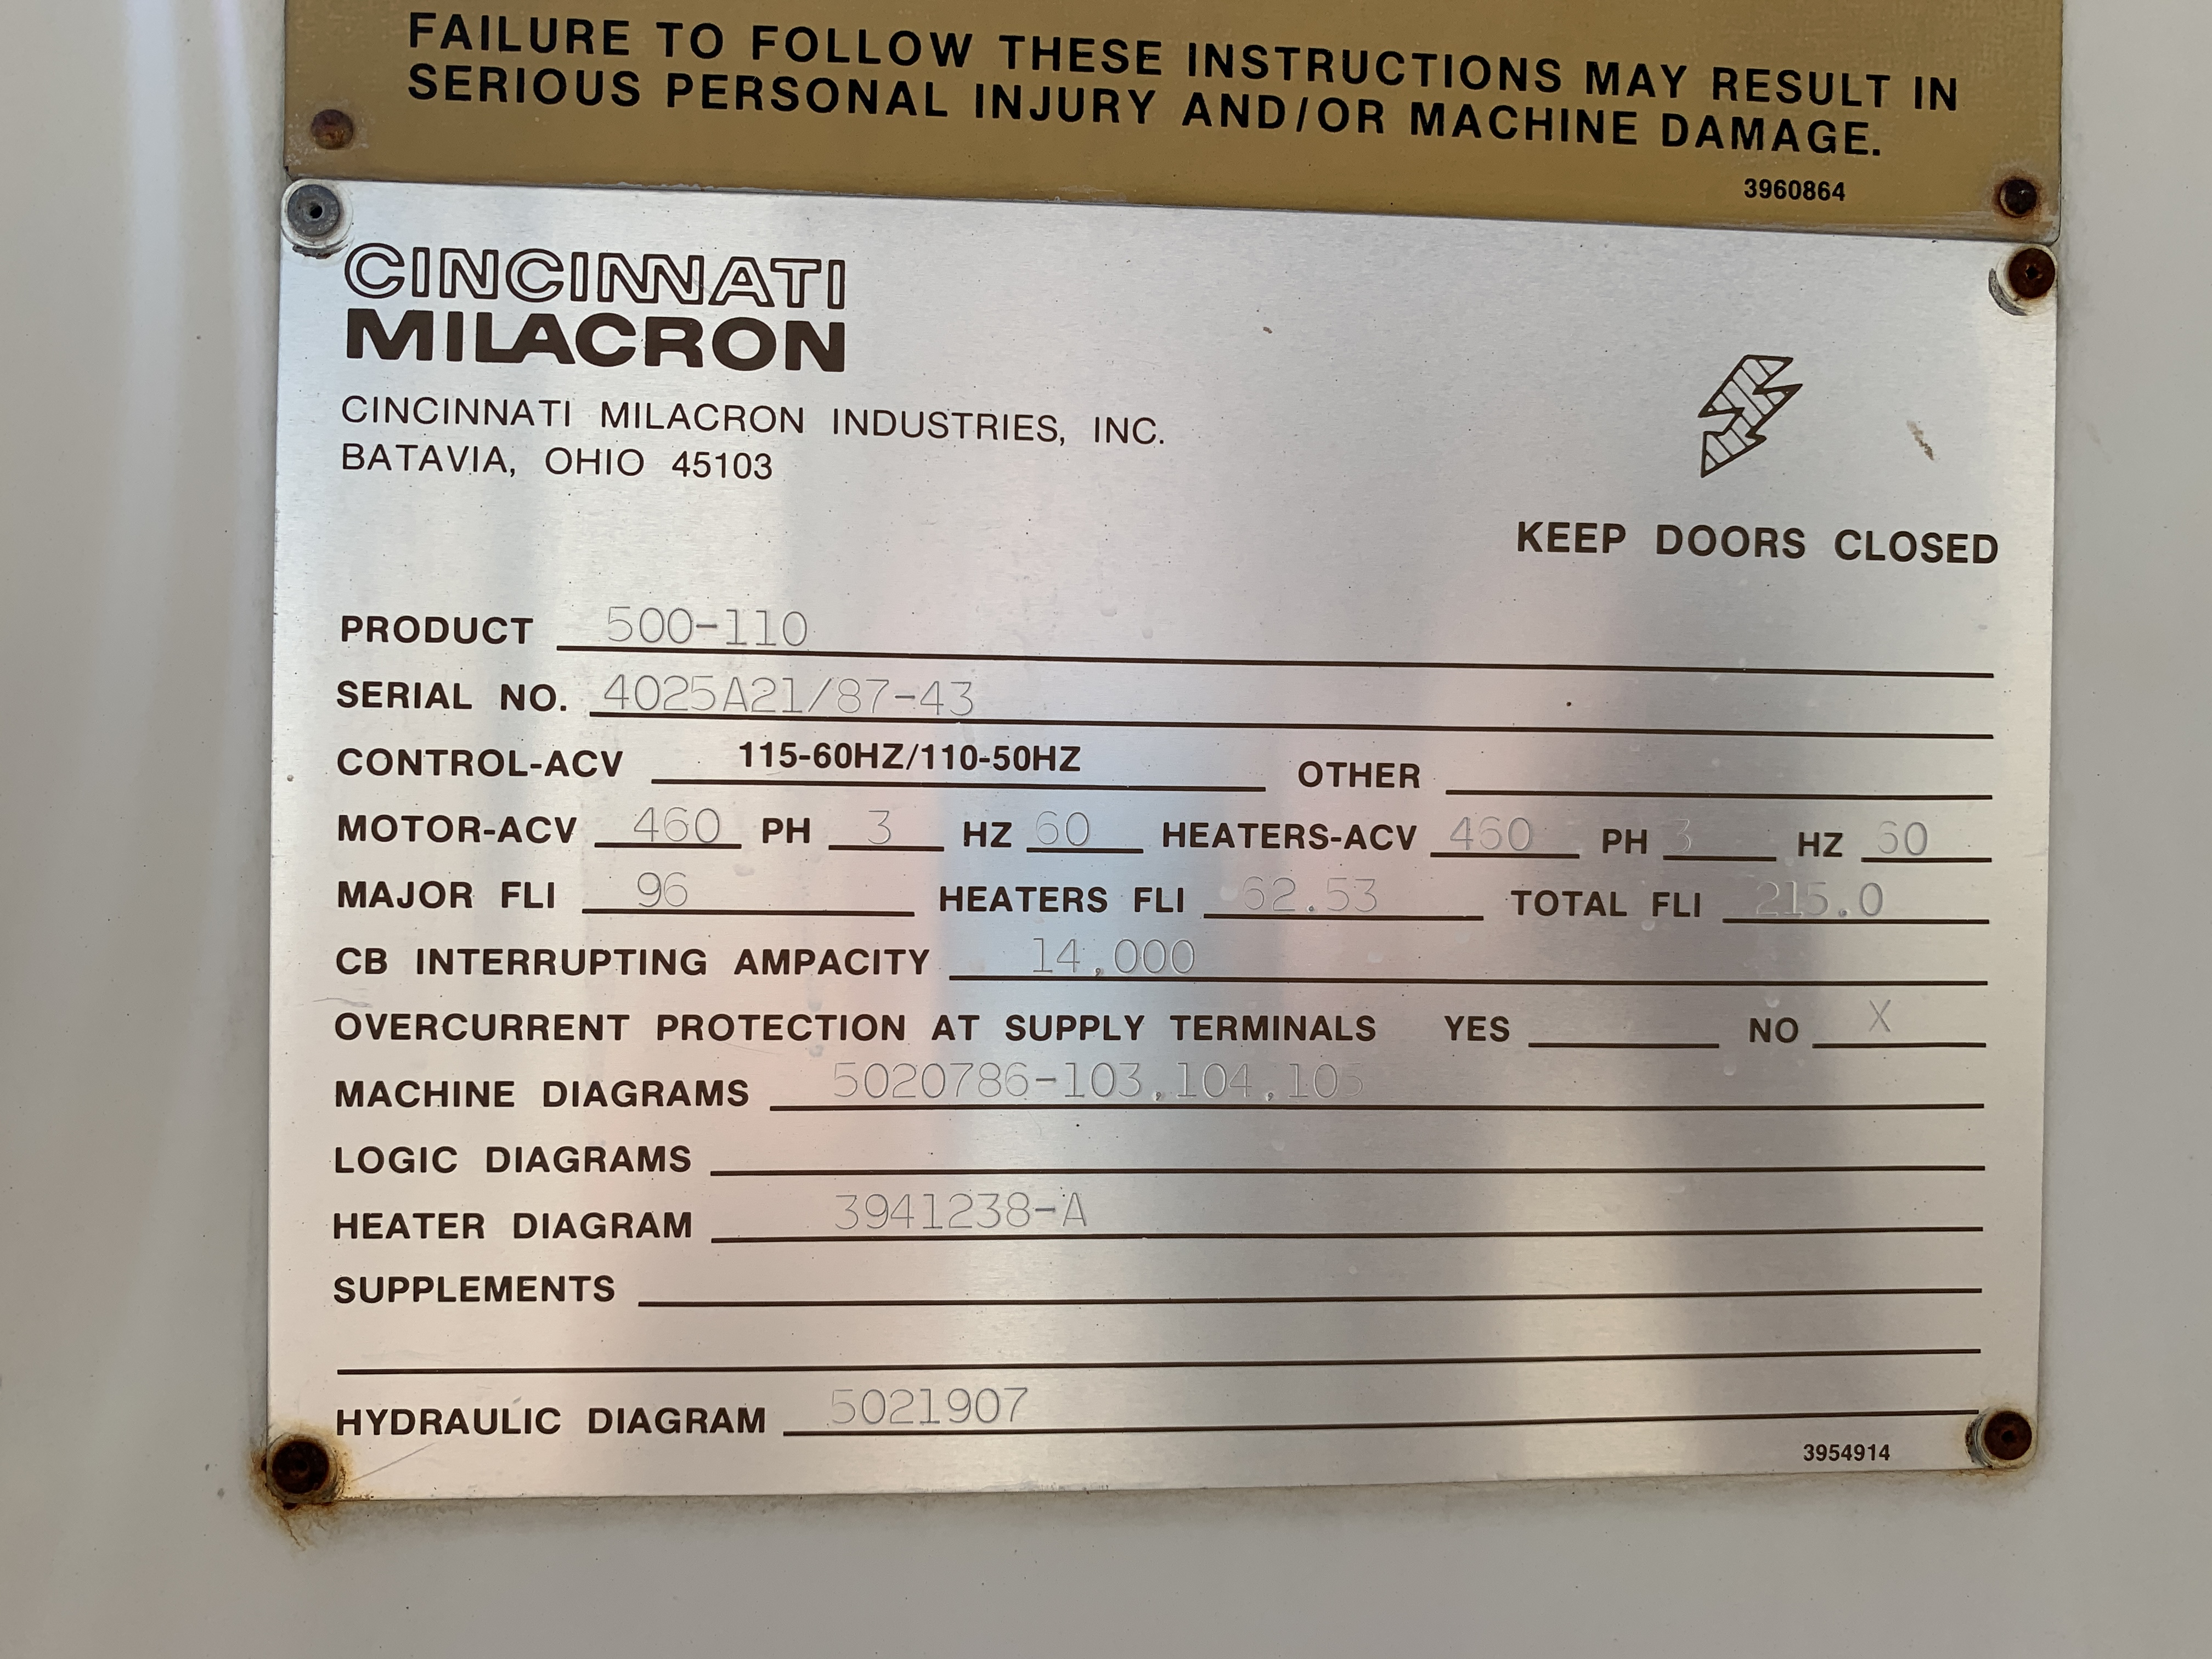 FAILURE TO FOLLOW THESE INSTRUCTIONS MAY RESULT IN
SERIOUS PERSONAL INJURY AND/OR MACHINE DAMAGE.
3960864
CINCINNATI
MILACRON
CINCINNATI MILACRON INDUSTRIES, INC.
BATAVIA, OHIO 45103
KEEP DOORS CLOSED
PRODUCT 500-110
SERIAL NO. 4025A21/87-43
CONTROL-ACV 115-60HZ/110-50HZ OTHER
MOTOR-ACV 460 PH 3 HZ 60 HEATERS-ACV 460 PH 3 HZ 60
MAJOR FLI 96 HEATERS FLI 62.53 TOTAL FLI 215.0
CB INTERRUPTING AMPACITY 14,000
OVERCURRENT PROTECTION AT SUPPLY TERMINALS YES NO X
MACHINE DIAGRAMS 5020786-103,104,105
LOGIC DIAGRAMS
HEATER DIAGRAM 3941238-A
SUPPLEMENTS
HYDRAULIC DIAGRAM 5021907
3954914